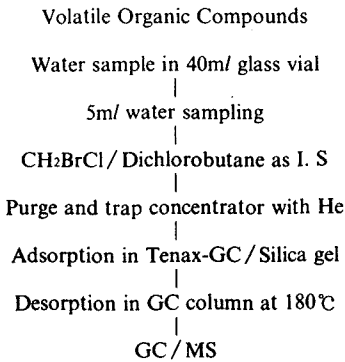 Volatile Organic Compounds
Water sample in 40ml glass vial
5ml water sampling
CH₂BrCl/Dichlorobutane as I. S
Purge and trap concentrator with He
Adsorption in Tenax-GC/Silica gel
Desorption in GC column at 180℃
GC/MS